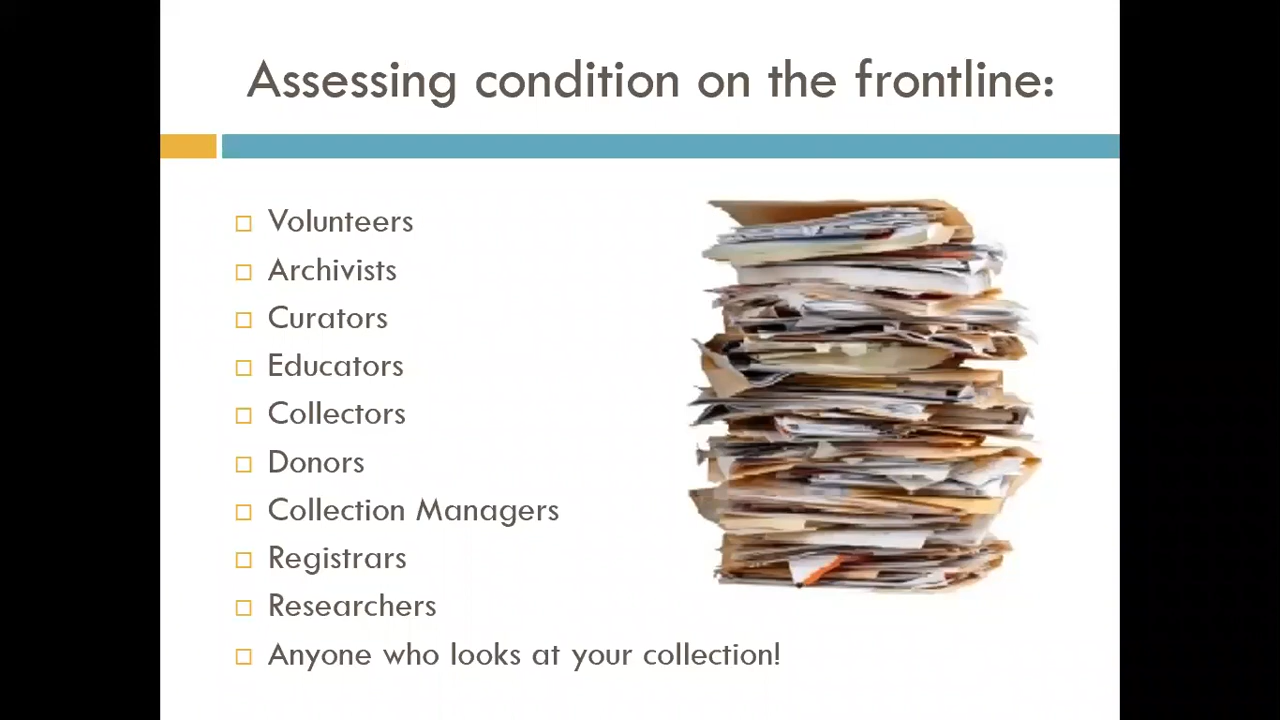 Assessing condition on the frontline:
Volunteers
Archivists
Curators
Educators
Collectors
Donors
Collection Managers
Registrars
Researchers
Anyone who looks at your collection!